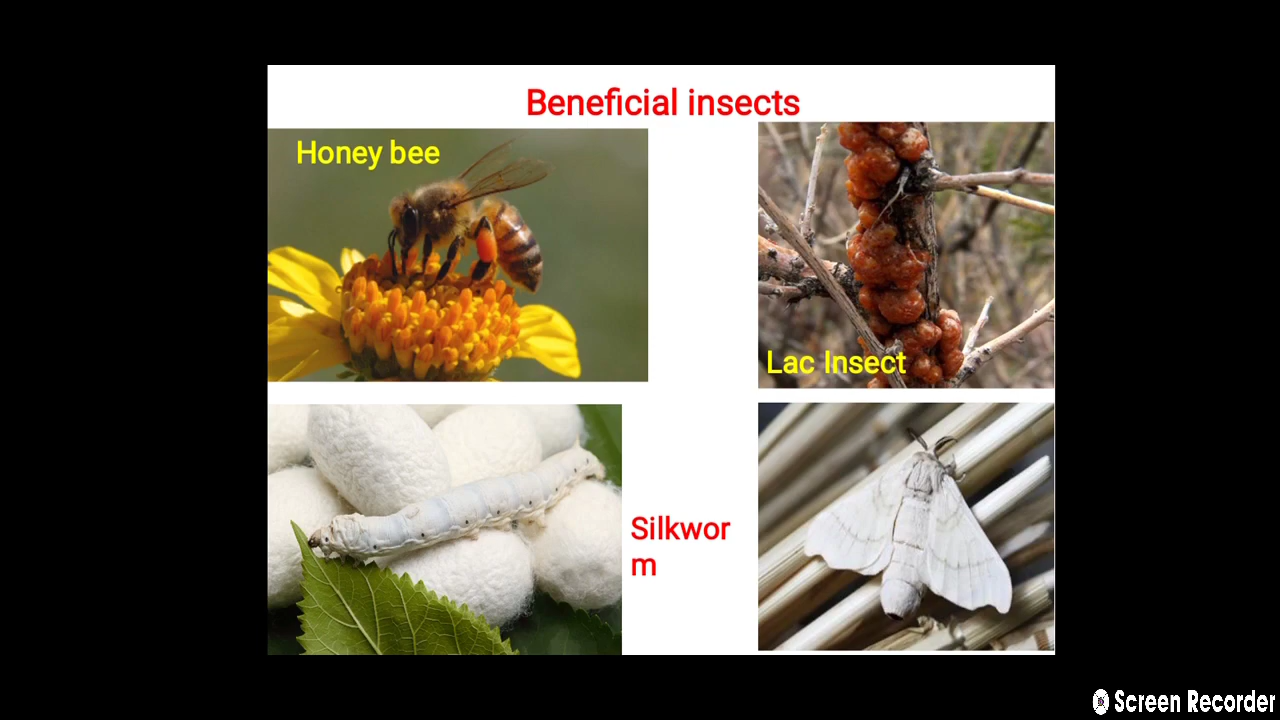 Beneficial insects
Honey bee
Lac Insect
Silkwor
m
Screen Recorder